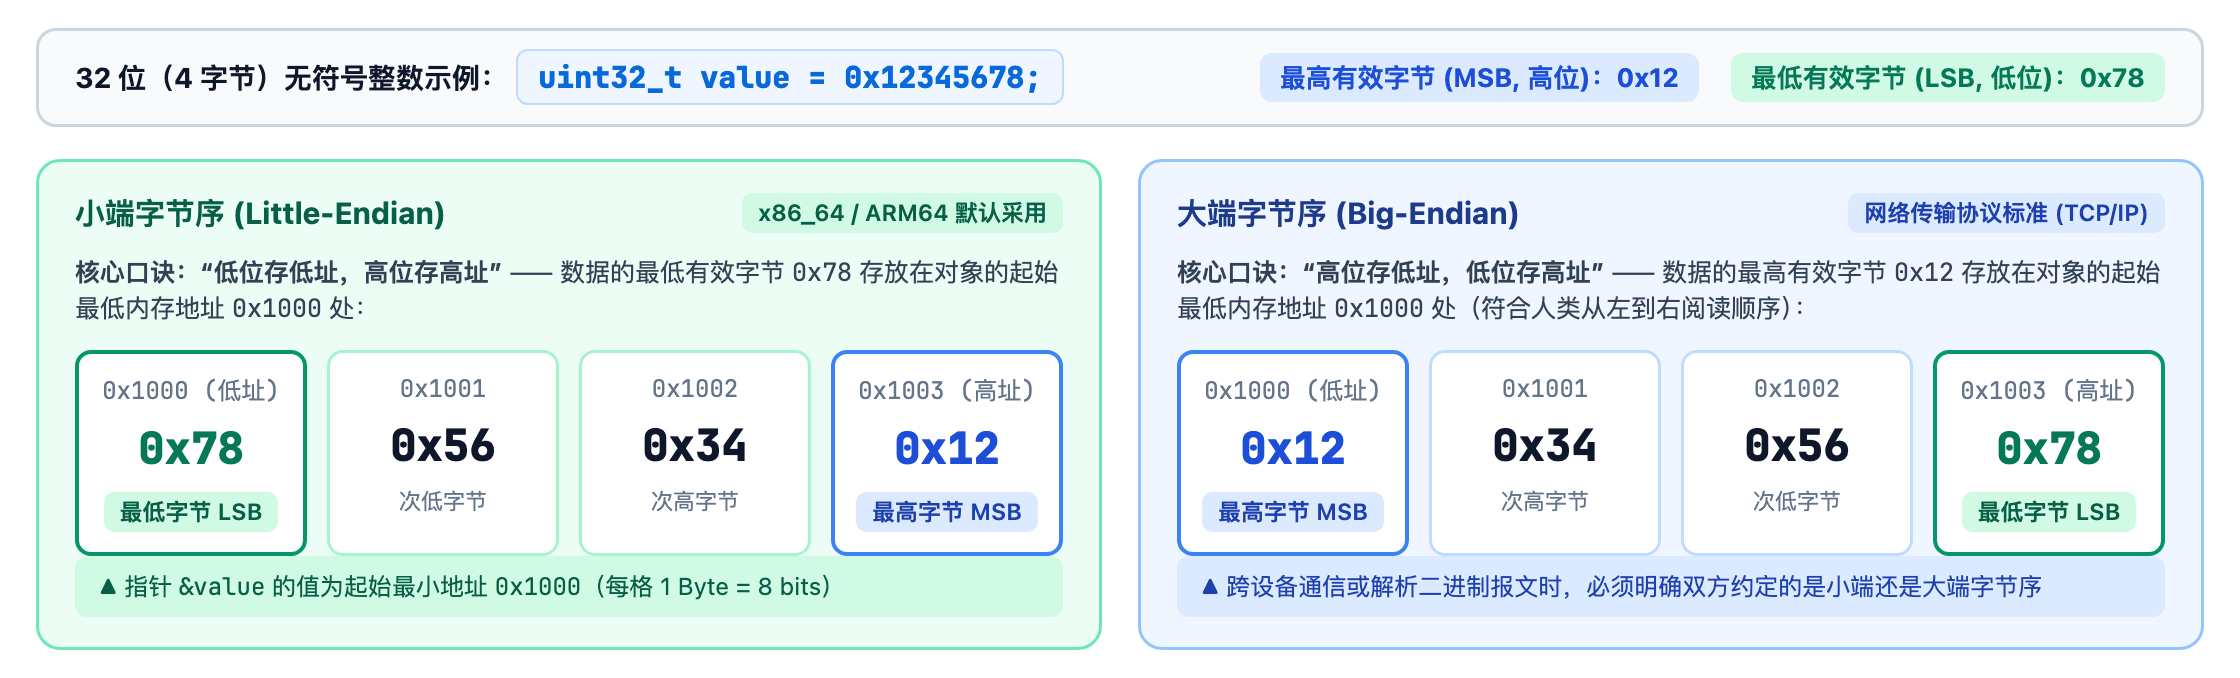 32 位（4 字节）无符号整数示例： uint32_t value = 0x12345678; 最高有效字节 (MSB, 高位)：0x12 最低有效字节 (LSB, 低位)：0x78
小端字节序 (Little-Endian) x86_64 / ARM64 默认采用
核心口诀：“低位存低址，高位存高址” —— 数据的最低有效字节 0x78 存放在对象的起始
最低内存地址 0x1000 处：
0x1000 (低址) 0x1001 0x1002 0x1003 (高址)
0x78 0x56 0x34 0x12
最低字节 LSB 次低字节 次高字节 最高字节 MSB
▲ 指针 &value 的值为起始最小地址 0x1000（每格 1 Byte = 8 bits）
大端字节序 (Big-Endian) 网络传输协议标准 (TCP/IP)
核心口诀：“高位存低址，低位存高址” —— 数据的最高有效字节 0x12 存放在对象的起始
最低内存地址 0x1000 处（符合人类从左到右阅读顺序）：
0x1000 (低址) 0x1001 0x1002 0x1003 (高址)
0x12 0x34 0x56 0x78
最高字节 MSB 次高字节 次低字节 最低字节 LSB
▲ 跨设备通信或解析二进制报文时，必须明确双方约定的是小端还是大端字节序